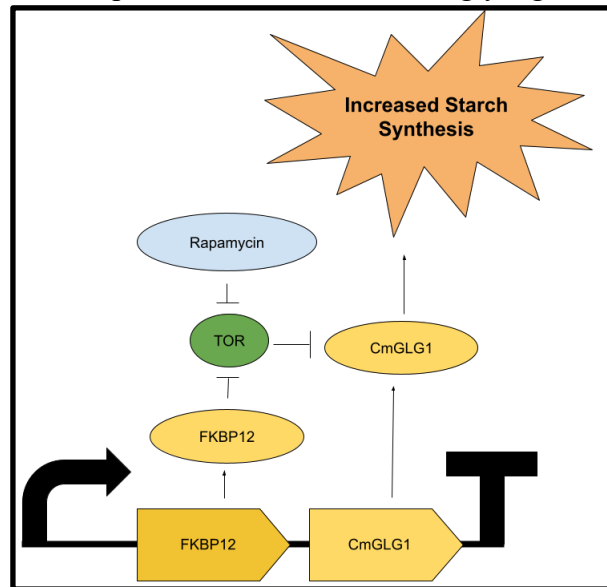 Increased Starch
Synthesis
Rapamycin
TOR
CmGLG1
FKBP12
FKBP12
CmGLG1